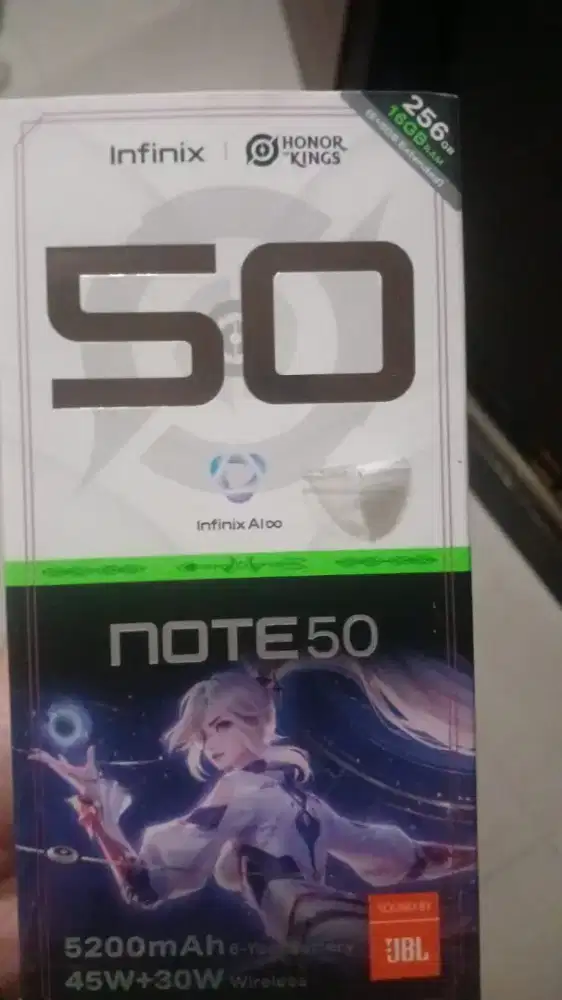 Infinix
HONOR
OF KINGS
256GB
16GB RAM
50
Infinix AI∞
NOTE50
SOUND BY
JBL
5200mAh 6-Year Battery
45W+30W Wireless